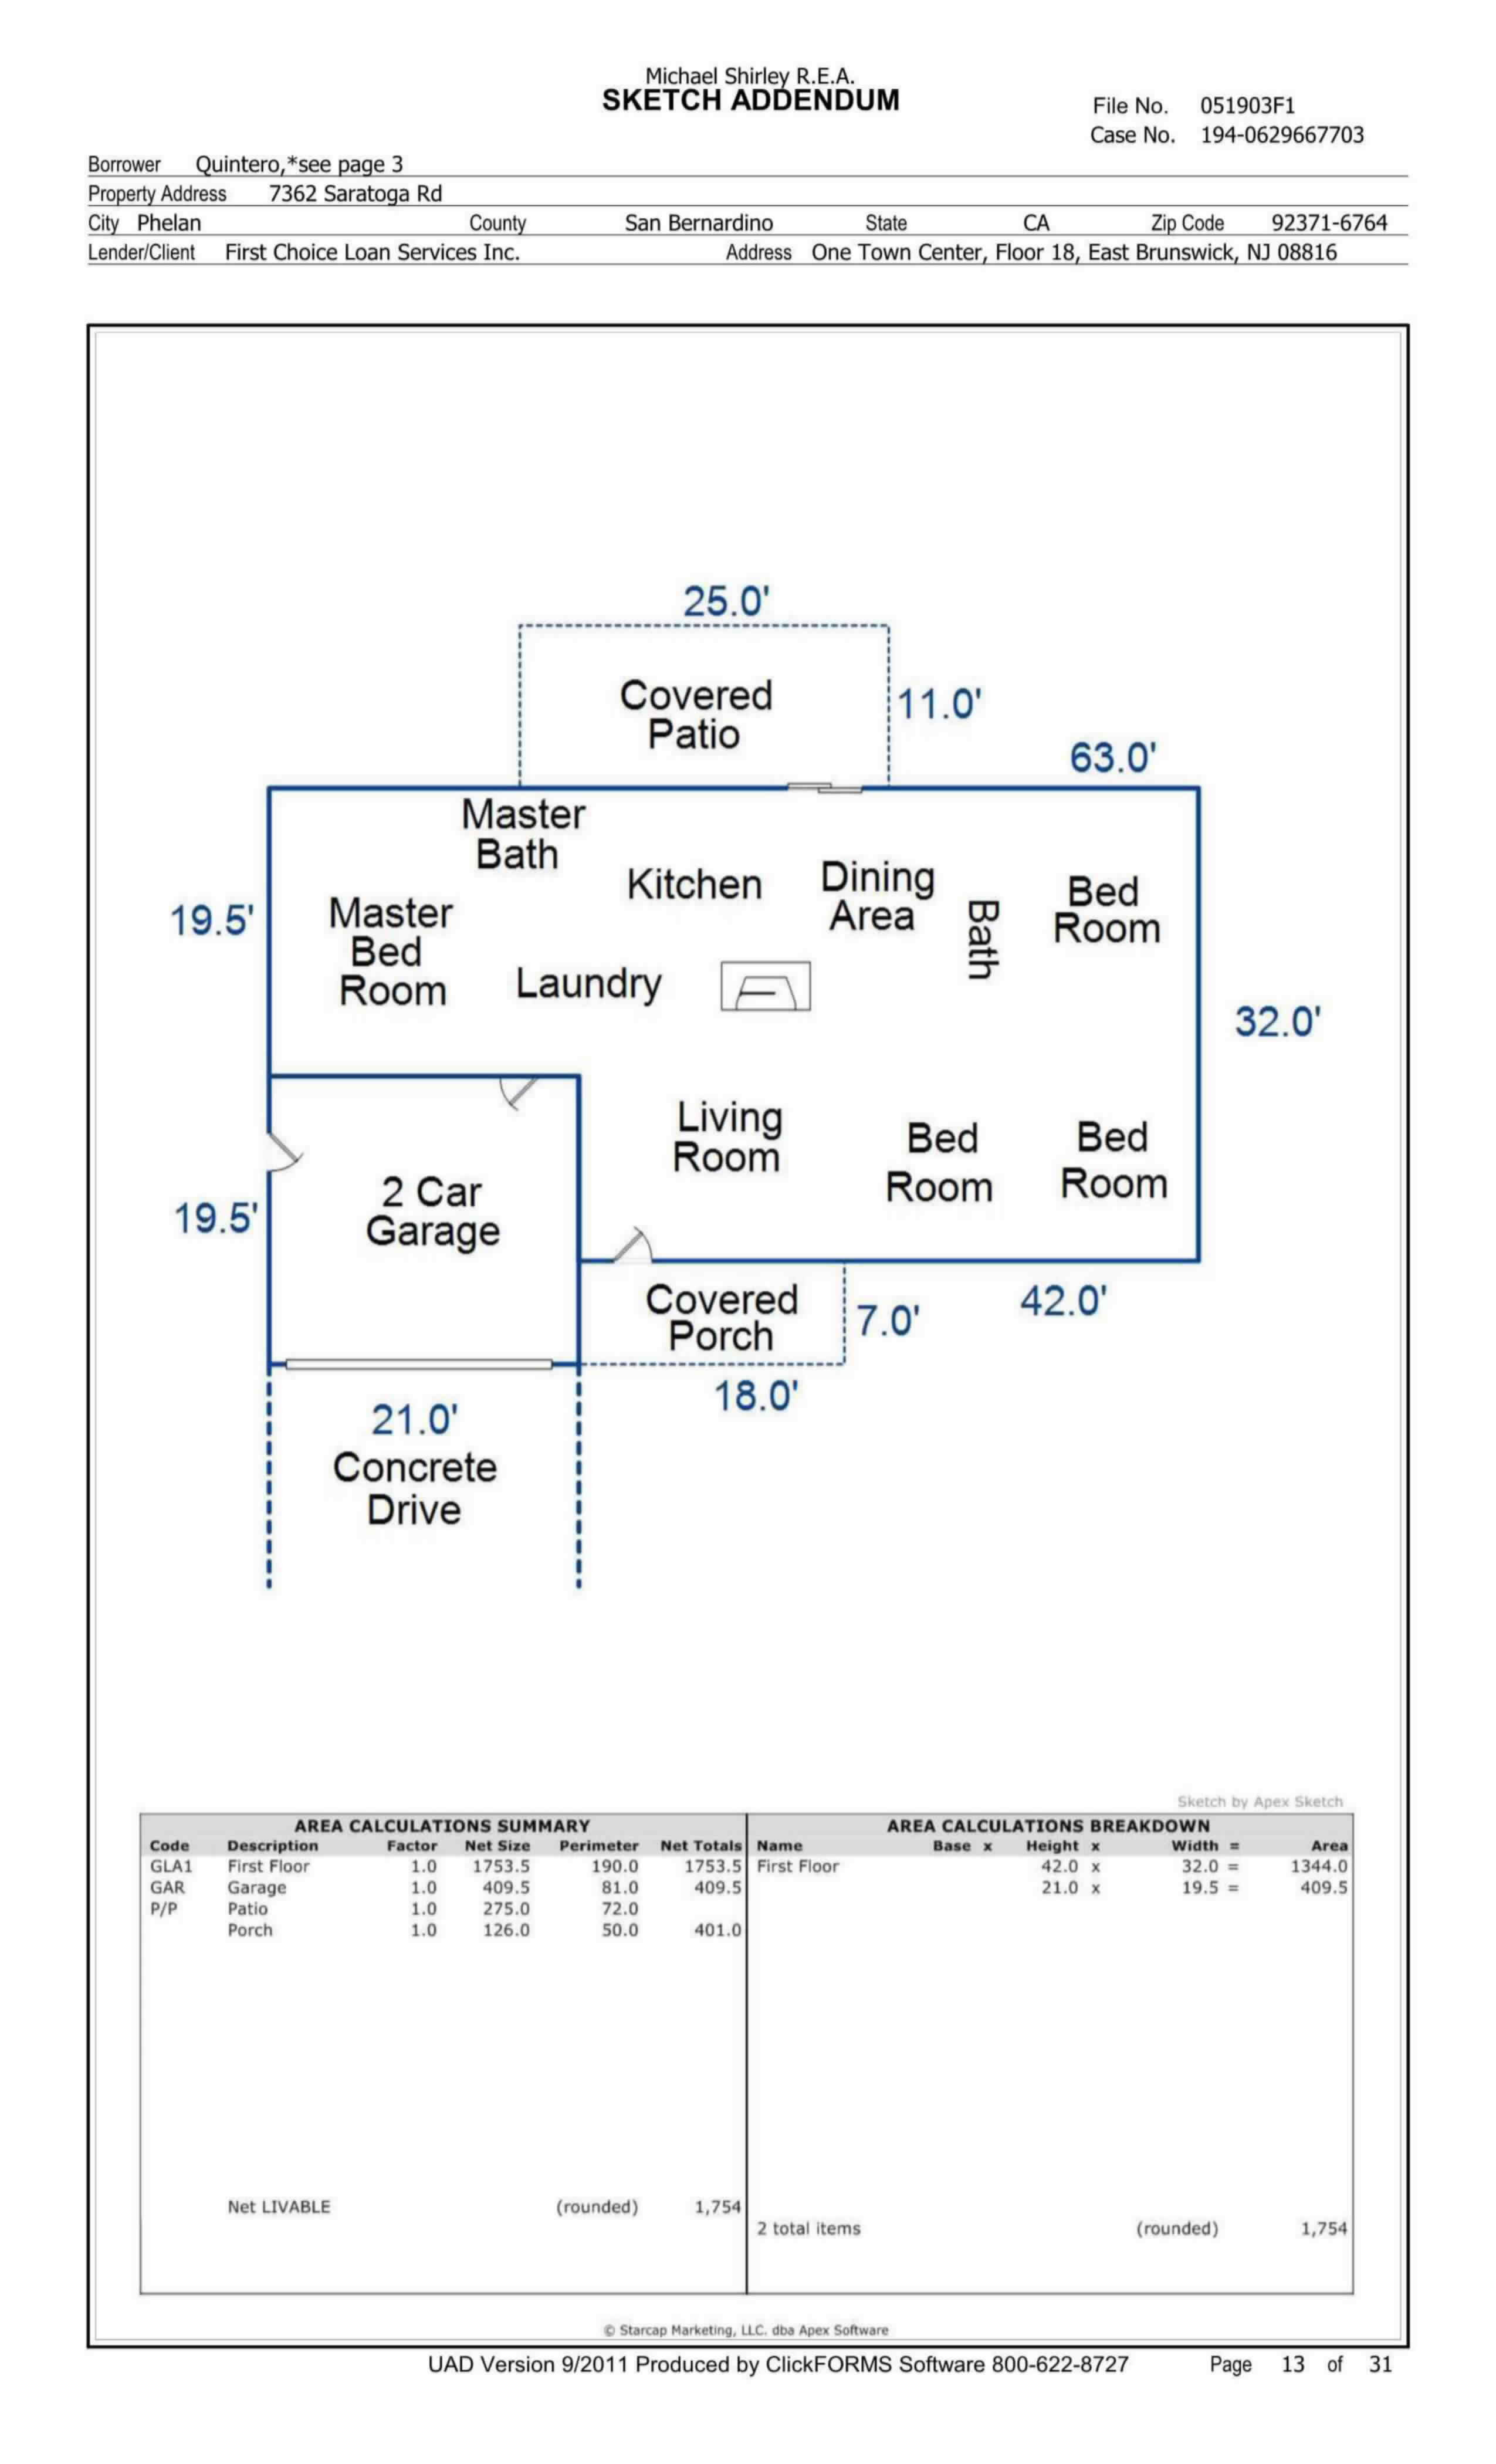 Michael Shirley R.E.A.
SKETCH ADDENDUM
File No. 051903F1
Case No. 194-0629667703
Borrower Quintero,*see page 3
Property Address 7362 Saratoga Rd
City Phelan County San Bernardino State CA Zip Code 92371-6764
Lender/Client First Choice Loan Services Inc. Address One Town Center, Floor 18, East Brunswick, NJ 08816
25.0'
Covered
Patio
11.0'
63.0'
Master
Bath
Kitchen
Dining
Area
Bath
Bed
Room
19.5'
Master
Bed
Room
Laundry
32.0'
Living
Room
Bed
Room
Bed
Room
2 Car
Garage
19.5'
Covered
Porch
7.0'
42.0'
18.0'
21.0'
Concrete
Drive
Sketch by Apex Sketch
AREA CALCULATIONS SUMMARY
Code Description Factor Net Size Perimeter Net Totals
GLA1 First Floor 1.0 1753.5 190.0 1753.5
GAR Garage 1.0 409.5 81.0 409.5
P/P Patio 1.0 275.0 72.0
Porch 1.0 126.0 50.0 401.0
Net LIVABLE (rounded) 1,754
AREA CALCULATIONS BREAKDOWN
Name Base x Height x Width = Area
First Floor 42.0 x 32.0 = 1344.0
21.0 x 19.5 = 409.5
2 total items (rounded) 1,754
© Starcap Marketing, LLC. dba Apex Software
UAD Version 9/2011 Produced by ClickFORMS Software 800-622-8727 Page 13 of 31